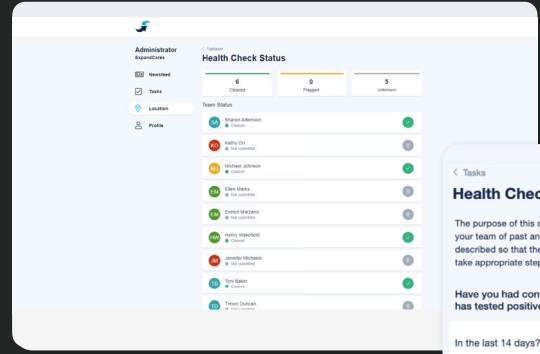 Administrator
ExpandCares
Newsfeed
Tasks
Location
Profile
Health Check Status
6
Cleared
0
Flagged
5
Unknown
Team Status
SA
Sharon Albertson
Cleared
KO
Kathy Orr
Not submitted
MJ
Michael Johnson
Cleared
EM
Ellen Marks
Not submitted
EM
Evelyn Marzano
Not submitted
HW
Henry Wakefield
Cleared
JM
Jennifer Michaels
Not submitted
TB
Toni Baker
Cleared
TD
Trevor Duncan
Not submitted
< Tasks
Health Chec
The purpose of this
your team of past an
described so that the
take appropriate step
Have you had con
has tested positive
In the last 14 days?